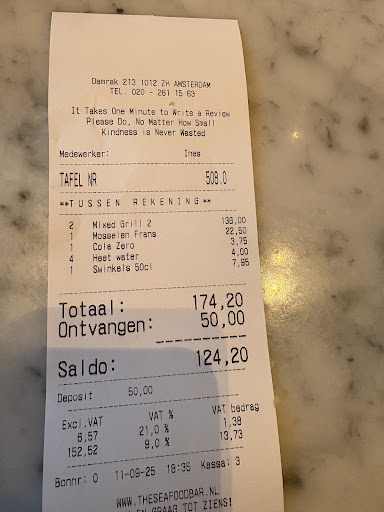 Damrak 213 1012 ZH AMSTERDAM
TEL. 020 - 261 15 63
It Takes One Minute to Write a Review
Please Do, No Matter How Small
Kindness is Never Wasted
Medewerker: Ines
TAFEL NR 509.0
**TUSSEN REKENING**
2 Mixed Grill 2 136,00
1 Mosselen Frans 22,50
1 Cola Zero 3,75
4 Heet water 4,00
1 Swinkels 50cl 7,95
Totaal: 174,20
Ontvangen: 50,00
Saldo: 124,20
Deposit 50,00
Excl.VAT VAT % VAT bedrag
6,57 21,0 % 1,38
152,52 9,0 % 13,73
Bonnr: 0 11-09-25 18:35 Kassa: 3
WWW.THESEAFOODBAR.NL
EN GRAAG TOT ZIENS!